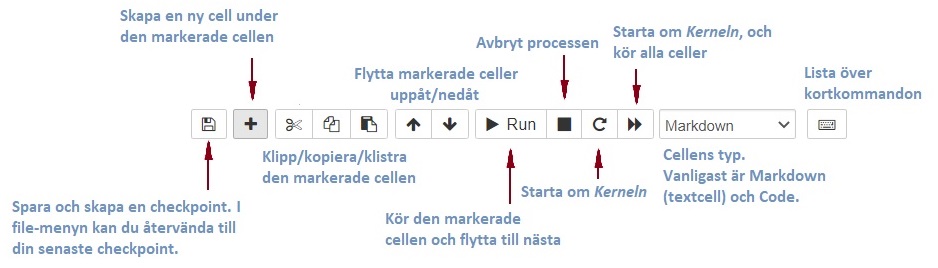 Skapa en ny cell under
den markerade cellen
Flytta markerade celler
uppåt/nedåt
Avbryt processen
Starta om Kerneln, och
kör alla celler
Lista över
kortkommandon
Run
Markdown
Klipp/kopiera/klistra
den markerade cellen
Spara och skapa en checkpoint. I
file-menyn kan du återvända till
din senaste checkpoint.
Kör den markerade
cellen och flytta till nästa
Starta om Kerneln
Cellens typ.
Vanligast är Markdown
(textcell) och Code.